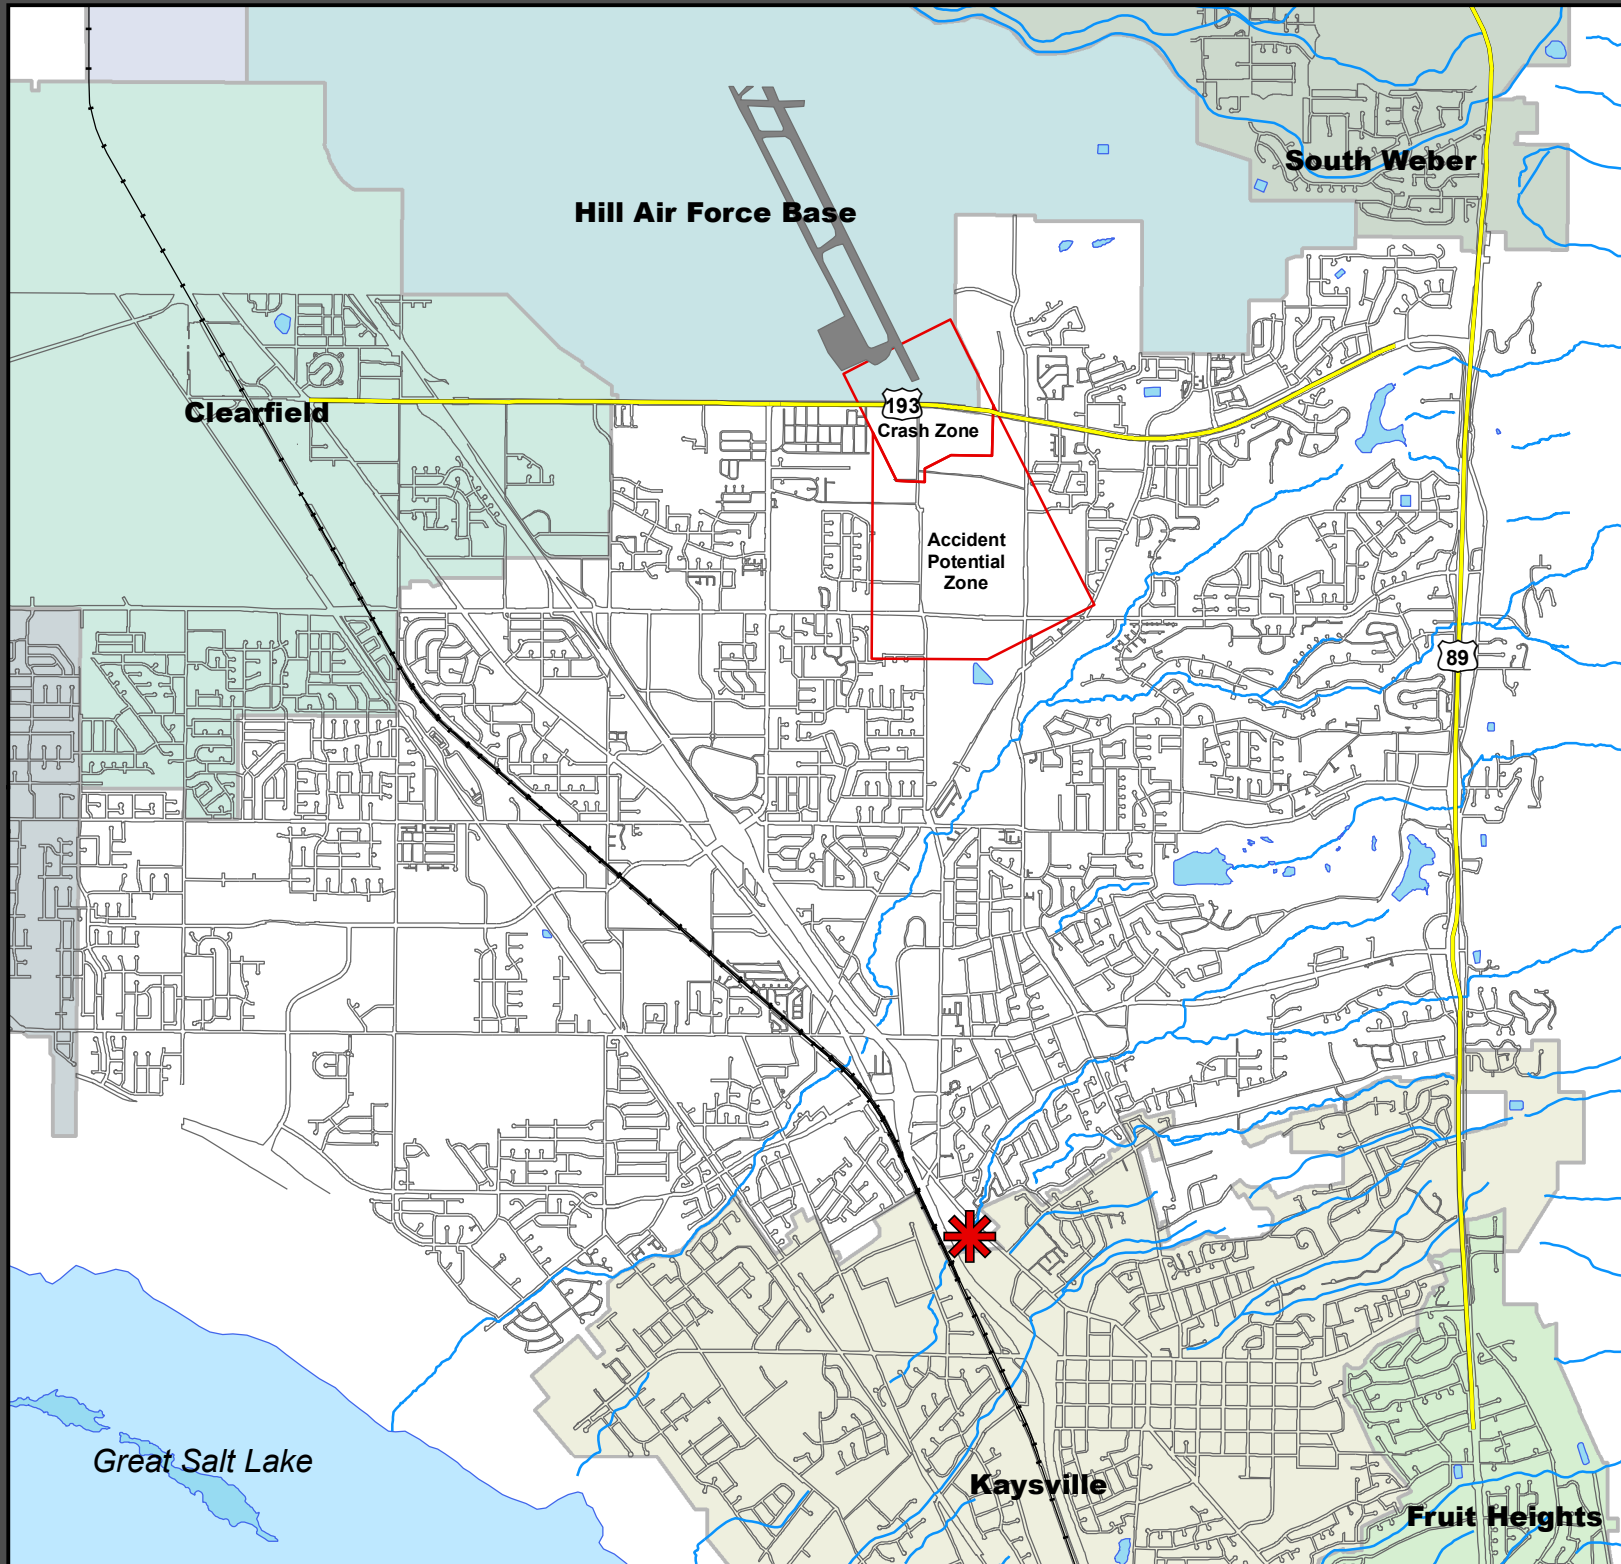 South Weber
Hill Air Force Base
Clearfield
193
Crash Zone
Accident
Potential
Zone
89
Great Salt Lake
Kaysville
Fruit Heights